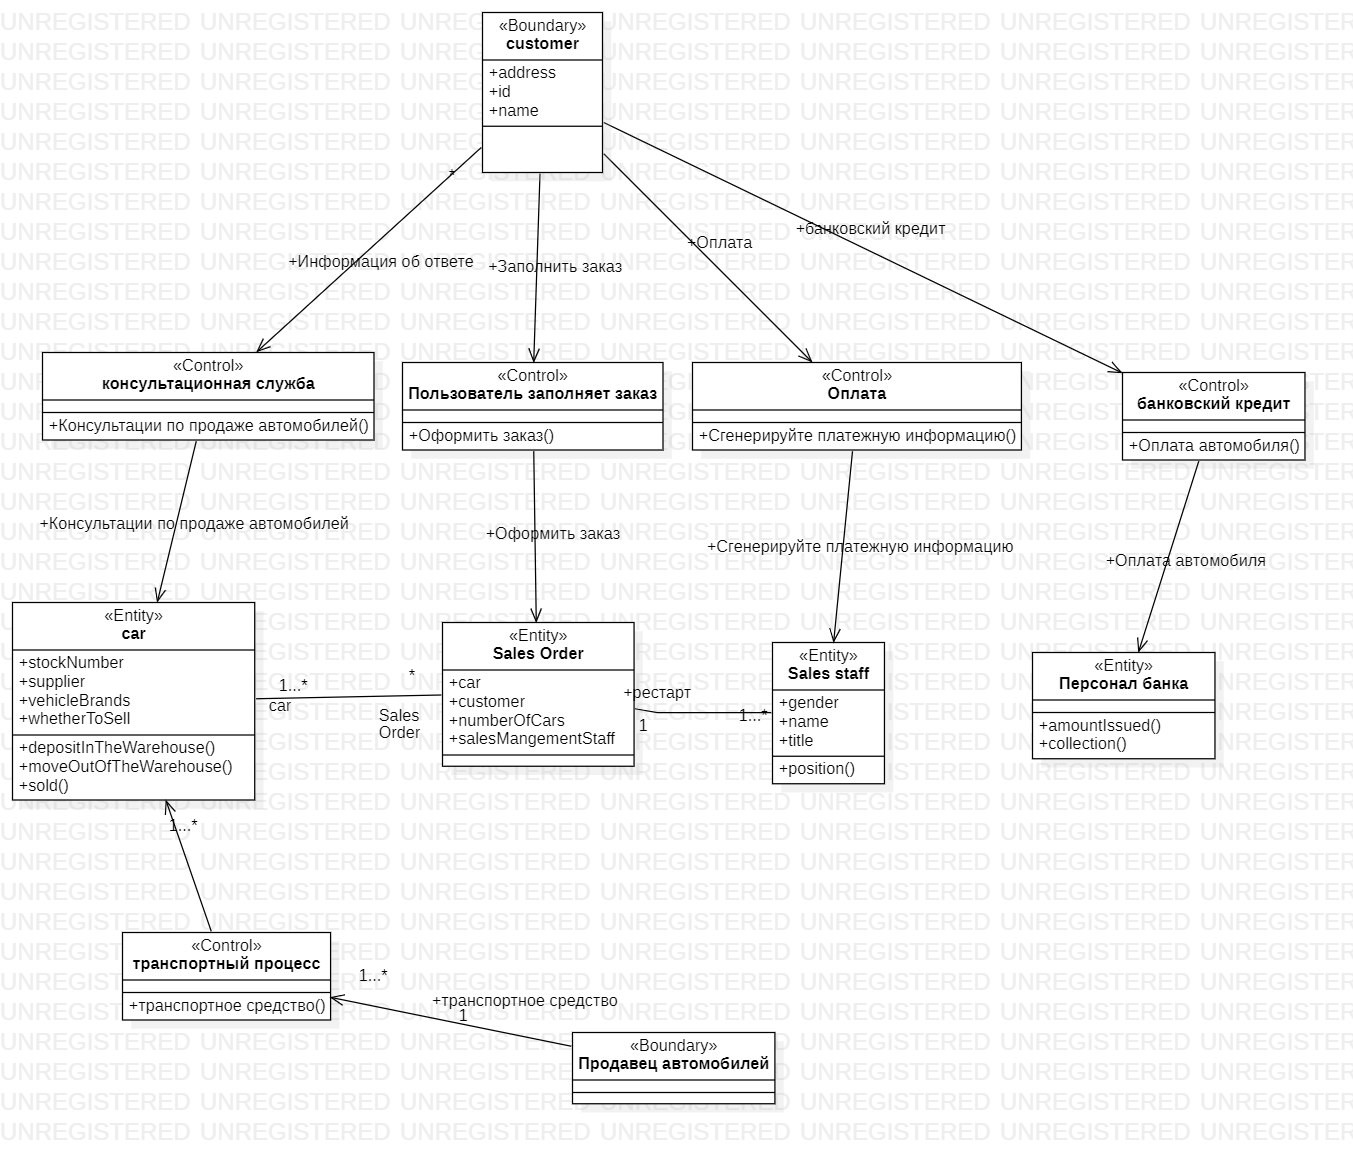 «Boundary»
customer
+address
+id
+name
*
+банковский кредит
+Оплата
+Информация об ответе
+Заполнить заказ
«Control»
консультационная служба
+Консультации по продаже автомобилей()
«Control»
Пользователь заполняет заказ
+Оформить заказ()
«Control»
Оплата
+Сгенерируйте платежную информацию()
«Control»
банковский кредит
+Оплата автомобиля()
+Консультации по продаже автомобилей
+Оформить заказ
+Сгенерируйте платежную информацию
+Оплата автомобиля
«Entity»
car
+stockNumber
+supplier
+vehicleBrands
+whetherToSell
+depositInTheWarehouse()
+moveOutOfTheWarehouse()
+sold()
1...*
car
*
Sales
Order
«Entity»
Sales Order
+car
+customer
+numberOfCars
+salesMangementStaff
+рестарт
1
1...*
«Entity»
Sales staff
+gender
+name
+title
+position()
«Entity»
Персонал банка
+amountIssued()
+collection()
1...*
«Control»
транспортный процесс
+транспортное средство()
1...*
+транспортное средство
1
«Boundary»
Продавец автомобилей
UNREGISTERED